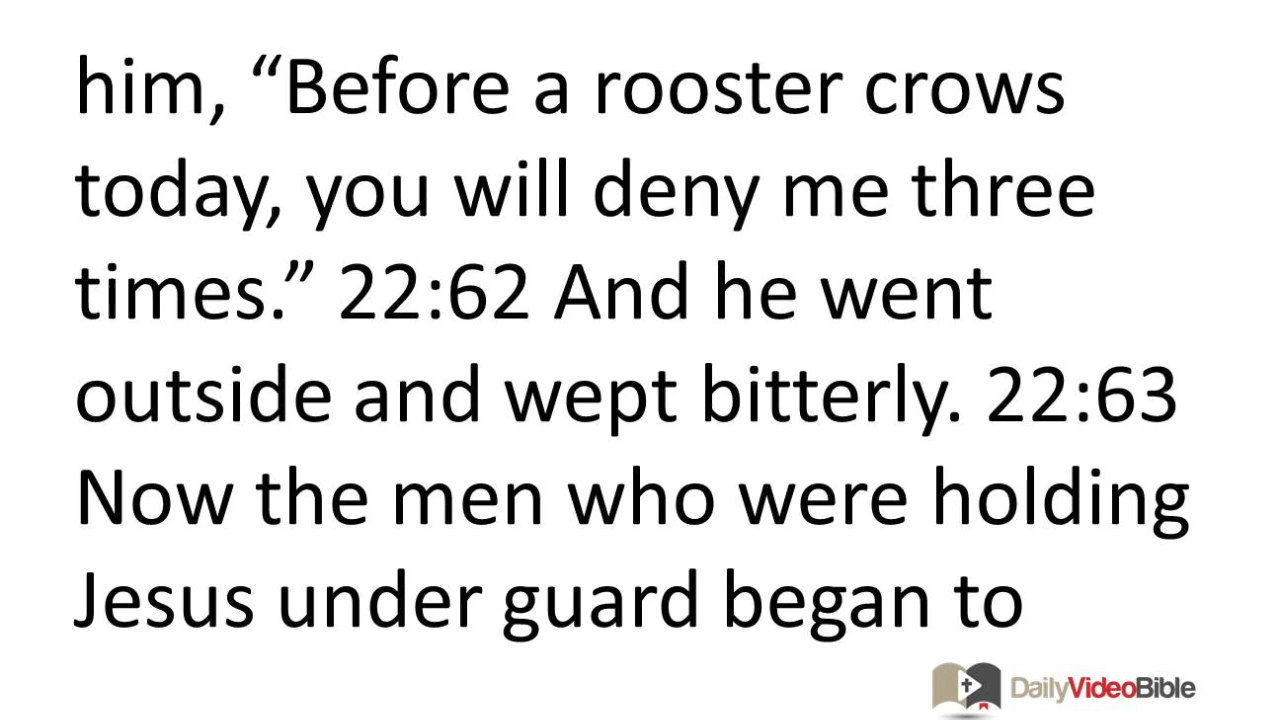 him, “Before a rooster crows
today, you will deny me three
times.” 22:62 And he went
outside and wept bitterly. 22:63
Now the men who were holding
Jesus under guard began to
DailyVideoBible